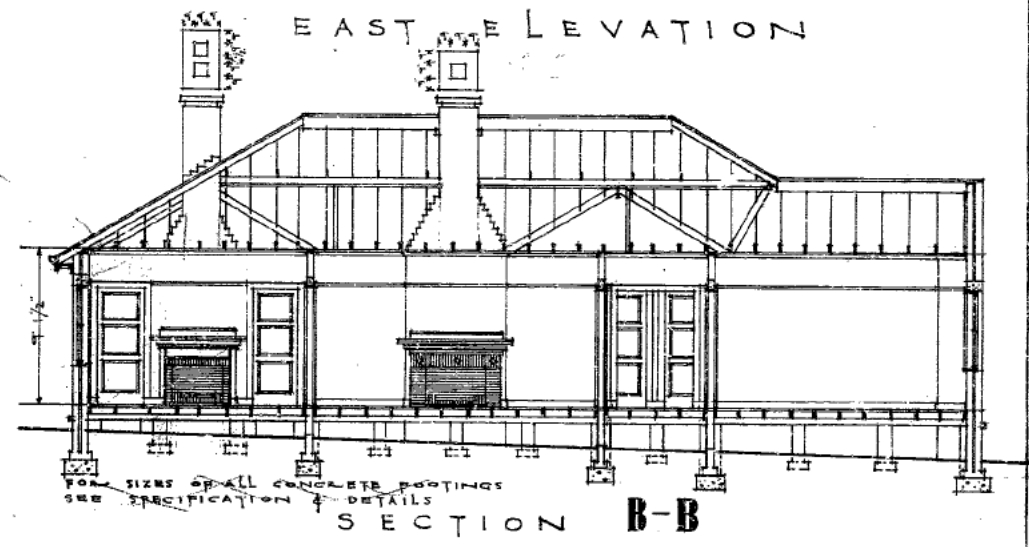 EAST ELEVATION
FOR SIZES OF ALL CONCRETE FOOTINGS
SEE SPECIFICATION & DETAILS
SECTION B-B